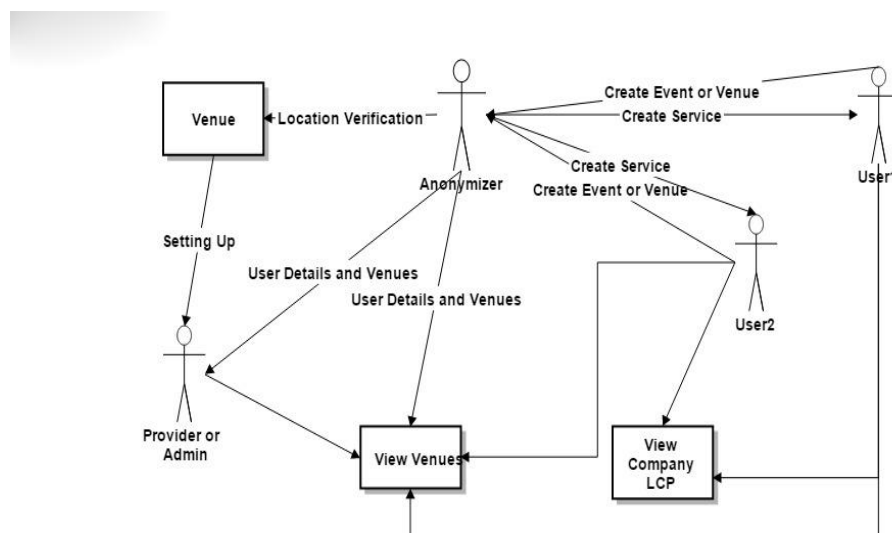 Create Event or Venue
Venue
Location Verification
Create Service
Create Service
Anonymizer
User1
Create Event or Venue
Setting Up
User Details and Venues
User Details and Venues
User2
Provider or
Admin
View Venues
View
Company
LCP